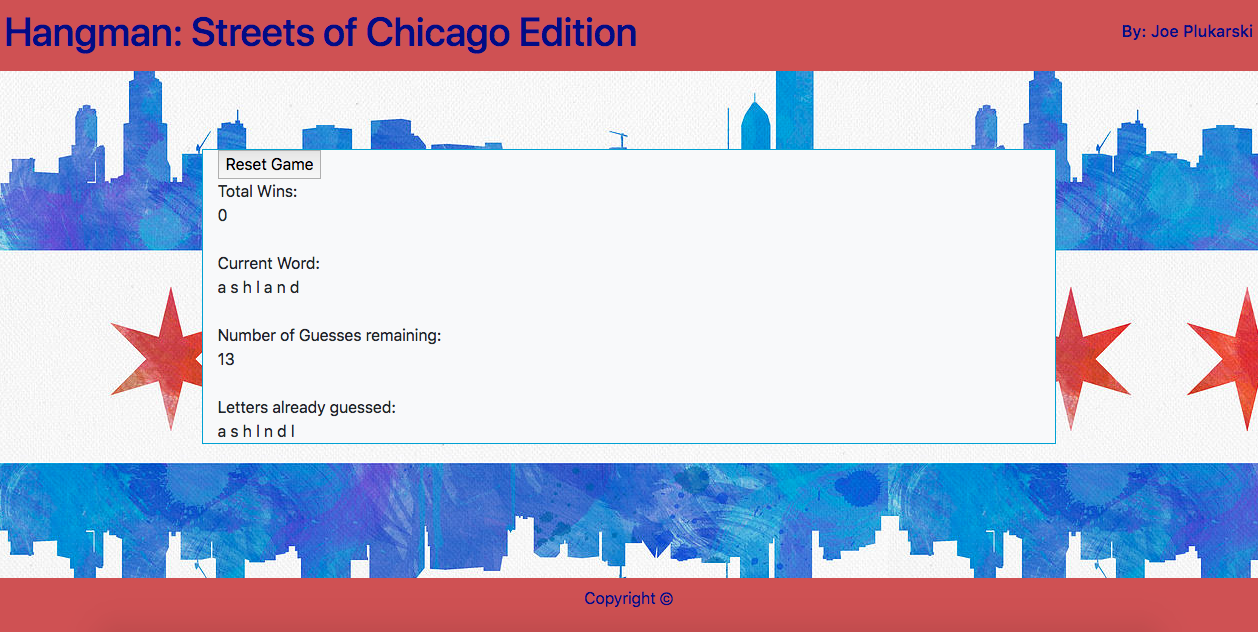 Hangman: Streets of Chicago Edition
By: Joe Plukarski
Reset Game
Total Wins:
0
Current Word:
a s h l a n d
Number of Guesses remaining:
13
Letters already guessed:
a s h l n d l
Copyright ©